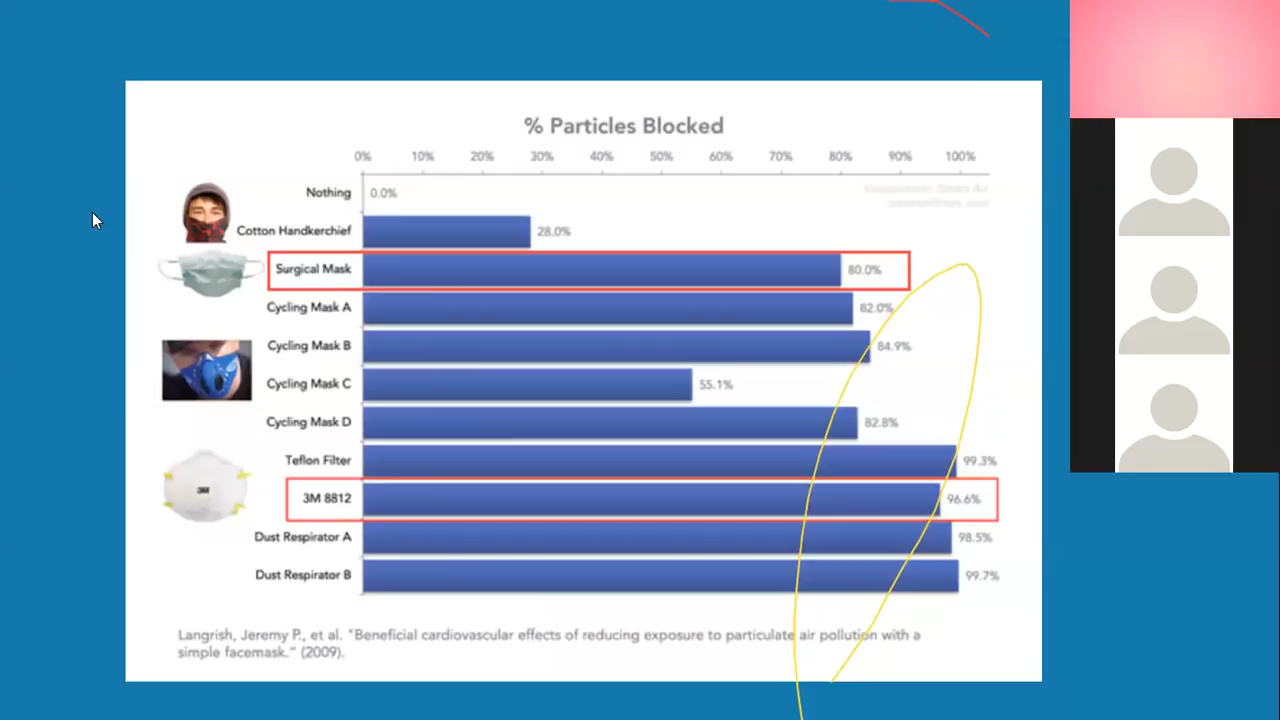 % Particles Blocked
0% 10% 20% 30% 40% 50% 60% 70% 80% 90% 100%
Nothing 0.0%
Cotton Handkerchief 28.0%
Surgical Mask 80.0%
Cycling Mask A 82.0%
Cycling Mask B 84.9%
Cycling Mask C 55.1%
Cycling Mask D 82.8%
Teflon Filter 99.3%
3M 8812 96.6%
3M
Dust Respirator A 98.5%
Dust Respirator B 99.7%
Langrish, Jeremy P., et al. "Beneficial cardiovascular effects of reducing exposure to particulate air pollution with a
simple facemask." (2009).